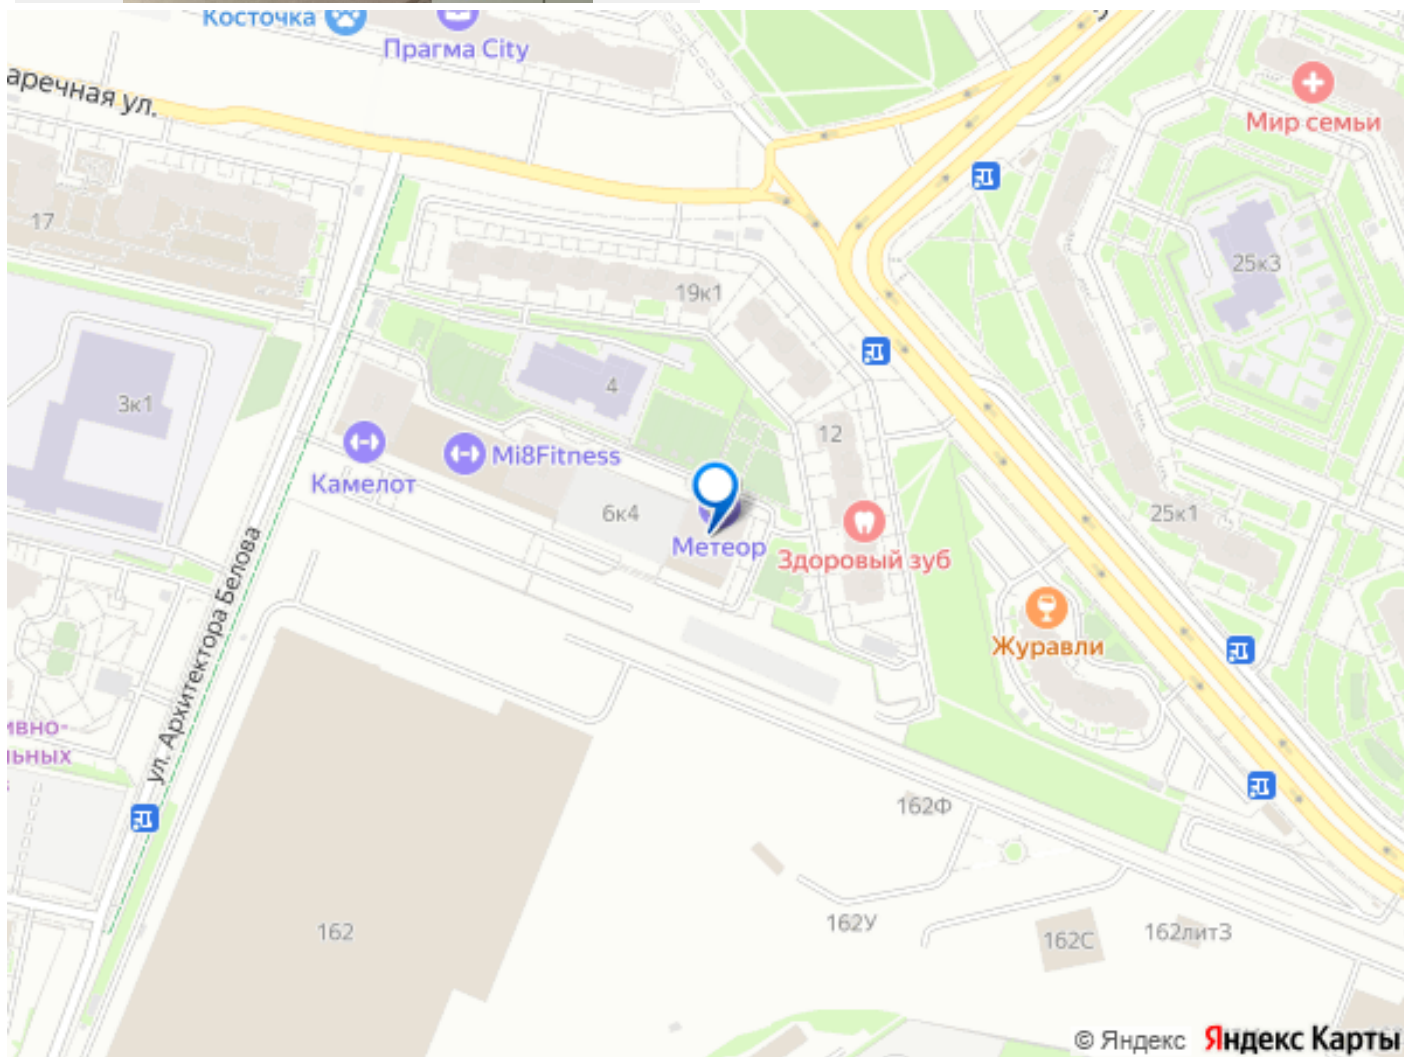 Косточка
Прагма City
аречная ул.
Мир семьи
17
25к3
19к1
3к1
4
12
Mi8Fitness
Камелот
6к4
25к1
Метеор
Здоровый зуб
ул. Архитектора Белова
Журавли
ивно-
льных
162Ф
162
162У
162С
162лит3
© Яндекс Яндекс Карты